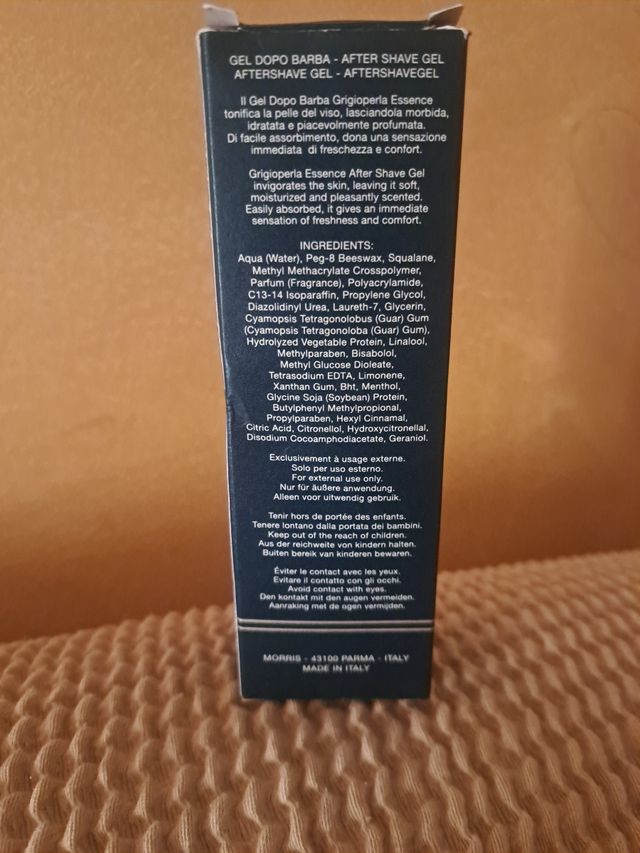 GEL DOPO BARBA - AFTER SHAVE GEL
AFTERSHAVE GEL - AFTERSHAVEGEL
Il Gel Dopo Barba Grigioperla Essence
tonifica la pelle del viso, lasciandola morbida,
idratata e piacevolmente profumata.
Di facile assorbimento, dona una sensazione
immediata di freschezza e confort.
Grigioperla Essence After Shave Gel
invigorates the skin, leaving it soft,
moisturized and pleasantly scented.
Easily absorbed, it gives an immediate
sensation of freshness and comfort.
INGREDIENTS:
Aqua (Water), Peg-8 Beeswax, Squalane,
Methyl Methacrylate Crosspolymer,
Parfum (Fragrance), Polyacrylamide,
C13-14 Isoparaffin, Propylene Glycol,
Diazolidinyl Urea, Laureth-7, Glycerin,
Cyamopsis Tetragonolobus (Guar) Gum
(Cyamopsis Tetragonoloba (Guar) Gum),
Hydrolyzed Vegetable Protein, Linalool,
Methylparaben, Bisabolol,
Methyl Glucose Dioleate,
Tetrasodium EDTA, Limonene,
Xanthan Gum, Bht, Menthol,
Glycine Soja (Soybean) Protein,
Butylphenyl Methylpropional,
Propylparaben, Hexyl Cinnamal,
Citric Acid, Citronellol, Hydroxycitronellal,
Disodium Cocoamphodiacetate, Geraniol.
Exclusivement à usage externe.
Solo per uso esterno.
For external use only.
Nur für äußere anwendung.
Alleen voor uitwendig gebruik.
Tenir hors de portée des enfants.
Tenere lontano dalla portata dei bambini.
Keep out of the reach of children.
Aus der reichweite von kindern halten.
Buiten bereik van kinderen bewaren.
Éviter le contact avec les yeux.
Evitare il contatto con gli occhi.
Avoid contact with eyes.
Den kontakt mit den augen vermeiden.
Aanraking met de ogen vermijden.
MORRIS - 43100 PARMA - ITALY
MADE IN ITALY